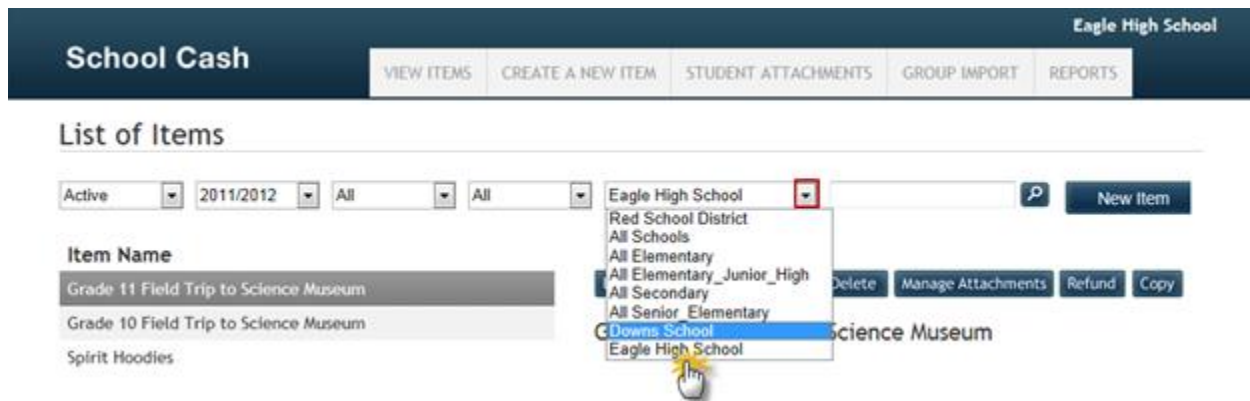 Eagle High School
School Cash
VIEW ITEMS CREATE A NEW ITEM STUDENT ATTACHMENTS GROUP IMPORT REPORTS
List of Items
Active 2011/2012 All All Eagle High School New Item
Red School District
All Schools
All Elementary
All Elementary_Junior_High
All Secondary
All Senior_Elementary
Downs School
Eagle High School
Item Name
Grade 11 Field Trip to Science Museum
Grade 10 Field Trip to Science Museum
Spirit Hoodies
Delete Manage Attachments Refund Copy
Science Museum